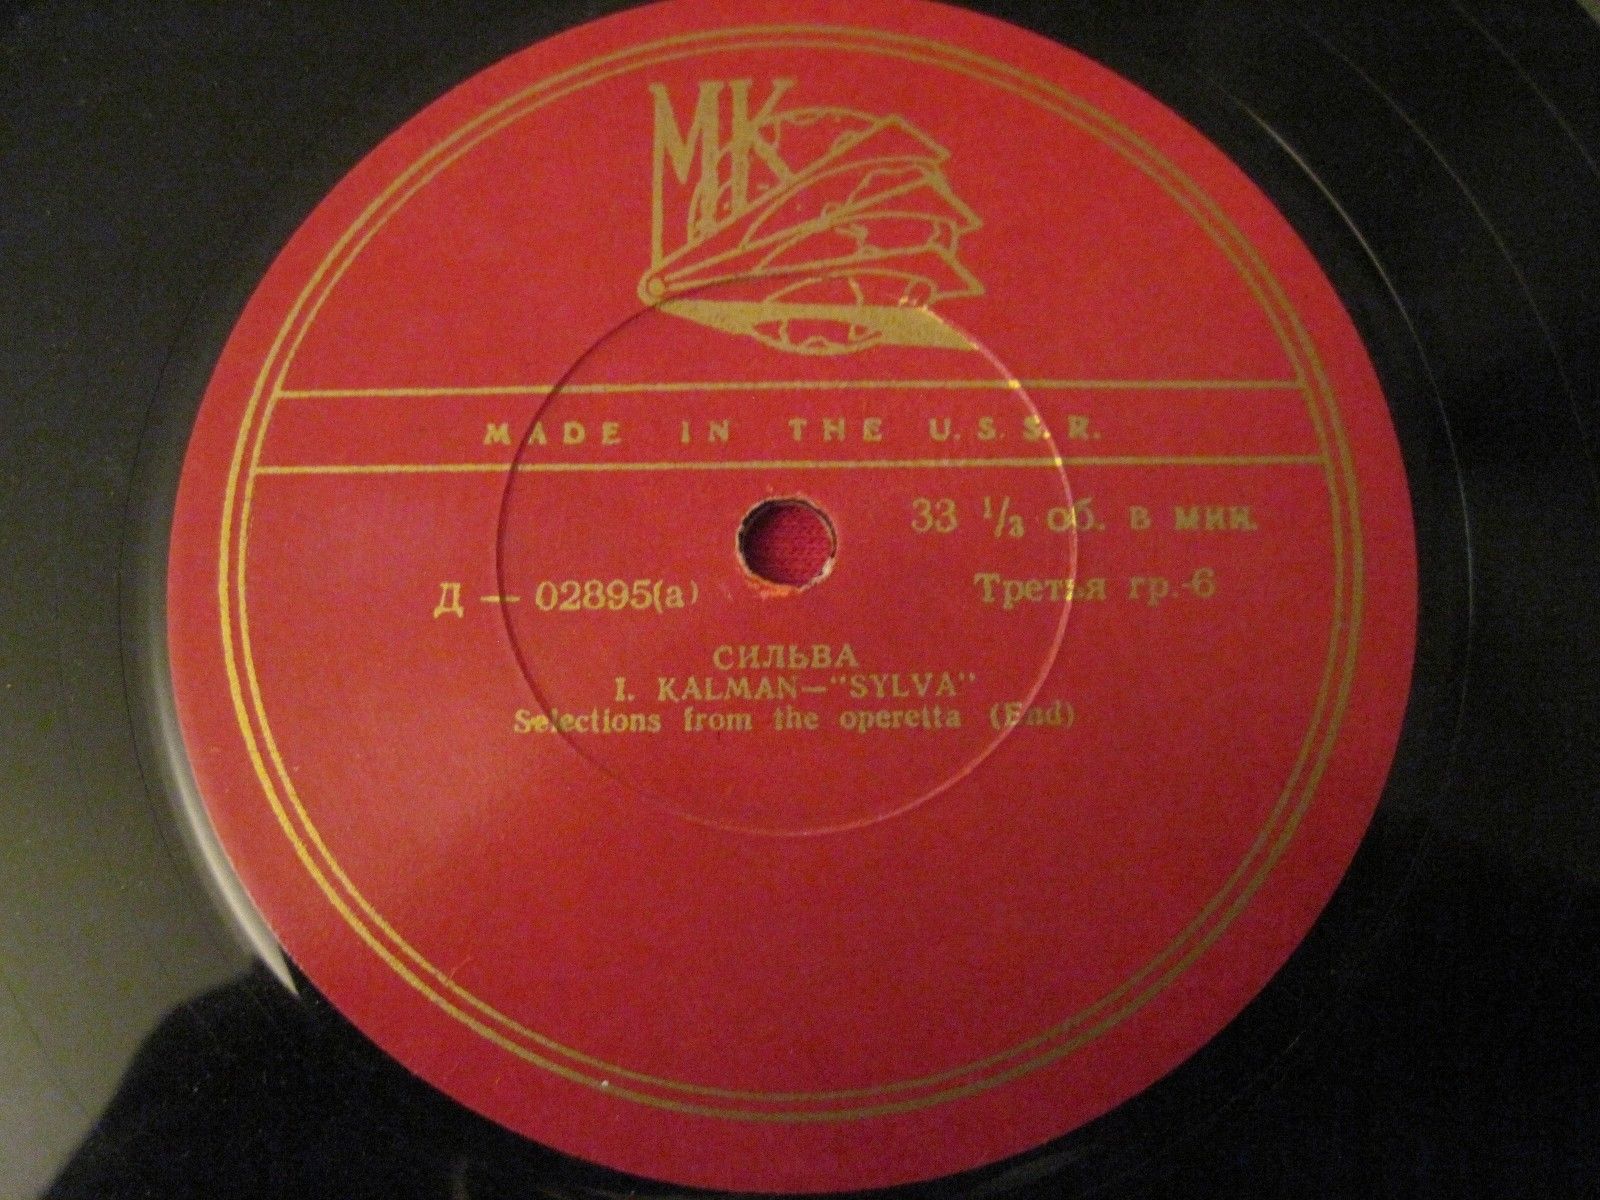 МК
MADE IN THE U.S.S.R.
33 1/3 об. в мин.
Д — 02895(а)
Третья гр.-6
СИЛЬВА
I. KALMAN—"SYLVA"
Selections from the operetta (End)